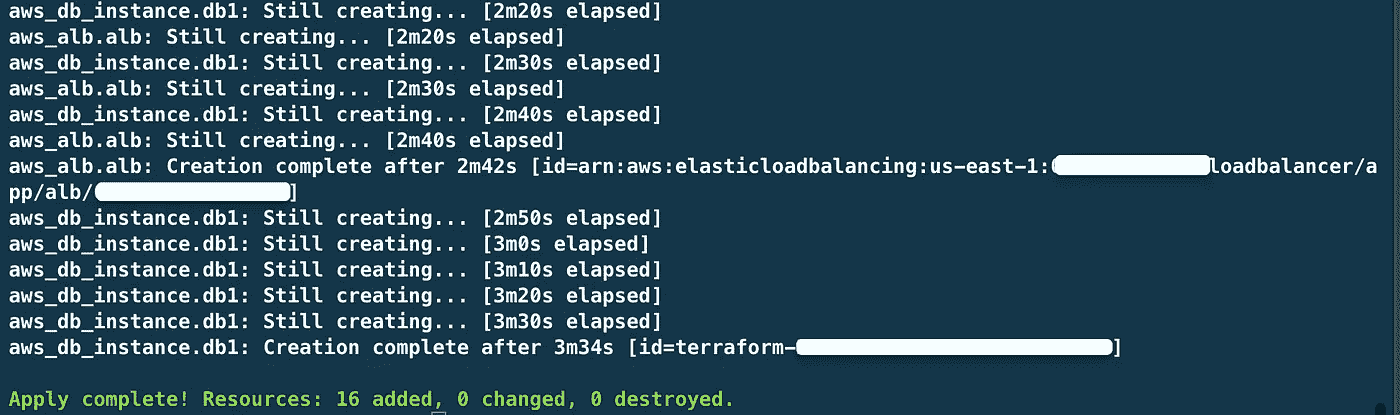 aws_db_instance.db1: Still creating... [2m20s elapsed]
aws_alb.alb: Still creating... [2m20s elapsed]
aws_db_instance.db1: Still creating... [2m30s elapsed]
aws_alb.alb: Still creating... [2m30s elapsed]
aws_db_instance.db1: Still creating... [2m40s elapsed]
aws_alb.alb: Still creating... [2m40s elapsed]
aws_alb.alb: Creation complete after 2m42s [id=arn:aws:elasticloadbalancing:us-east-1: loadbalancer/a
pp/alb/ ]
aws_db_instance.db1: Still creating... [2m50s elapsed]
aws_db_instance.db1: Still creating... [3m0s elapsed]
aws_db_instance.db1: Still creating... [3m10s elapsed]
aws_db_instance.db1: Still creating... [3m20s elapsed]
aws_db_instance.db1: Still creating... [3m30s elapsed]
aws_db_instance.db1: Creation complete after 3m34s [id=terraform- ]
Apply complete! Resources: 16 added, 0 changed, 0 destroyed.